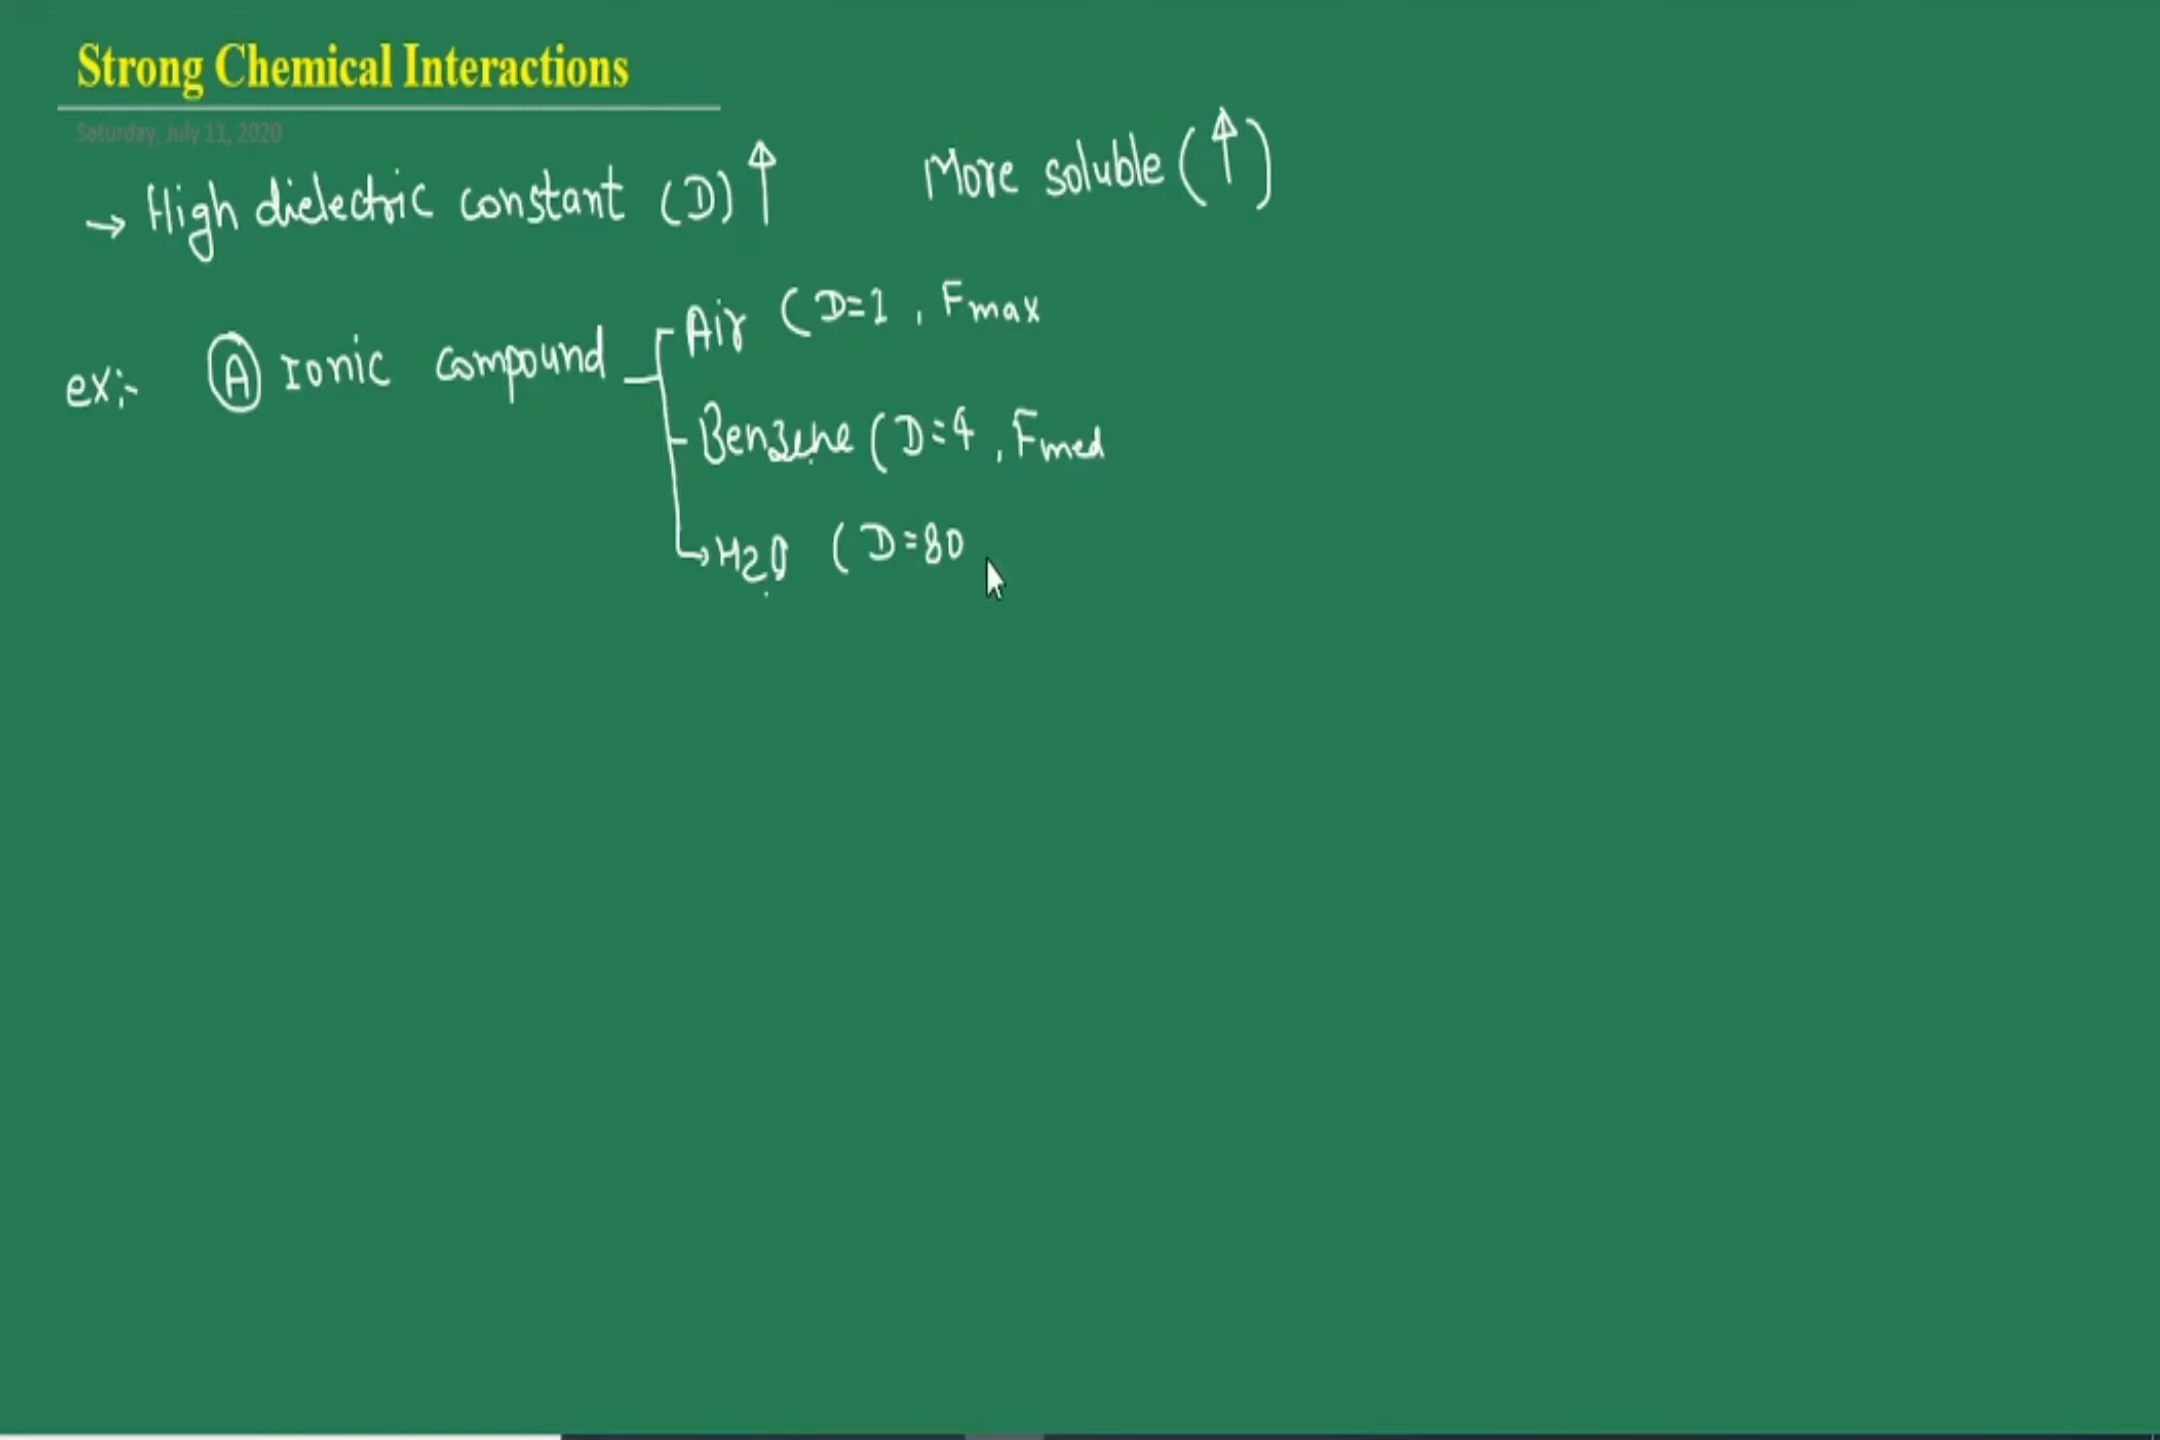 Strong Chemical Interactions
Saturday, July 11, 2020
→ High dielectric constant (D) ↑ More soluble (↑)
ex:- Ⓐ Ionic compound
Air (D=1, Fmax
Benzene (D=4, Fmed
→ H2O (D=80